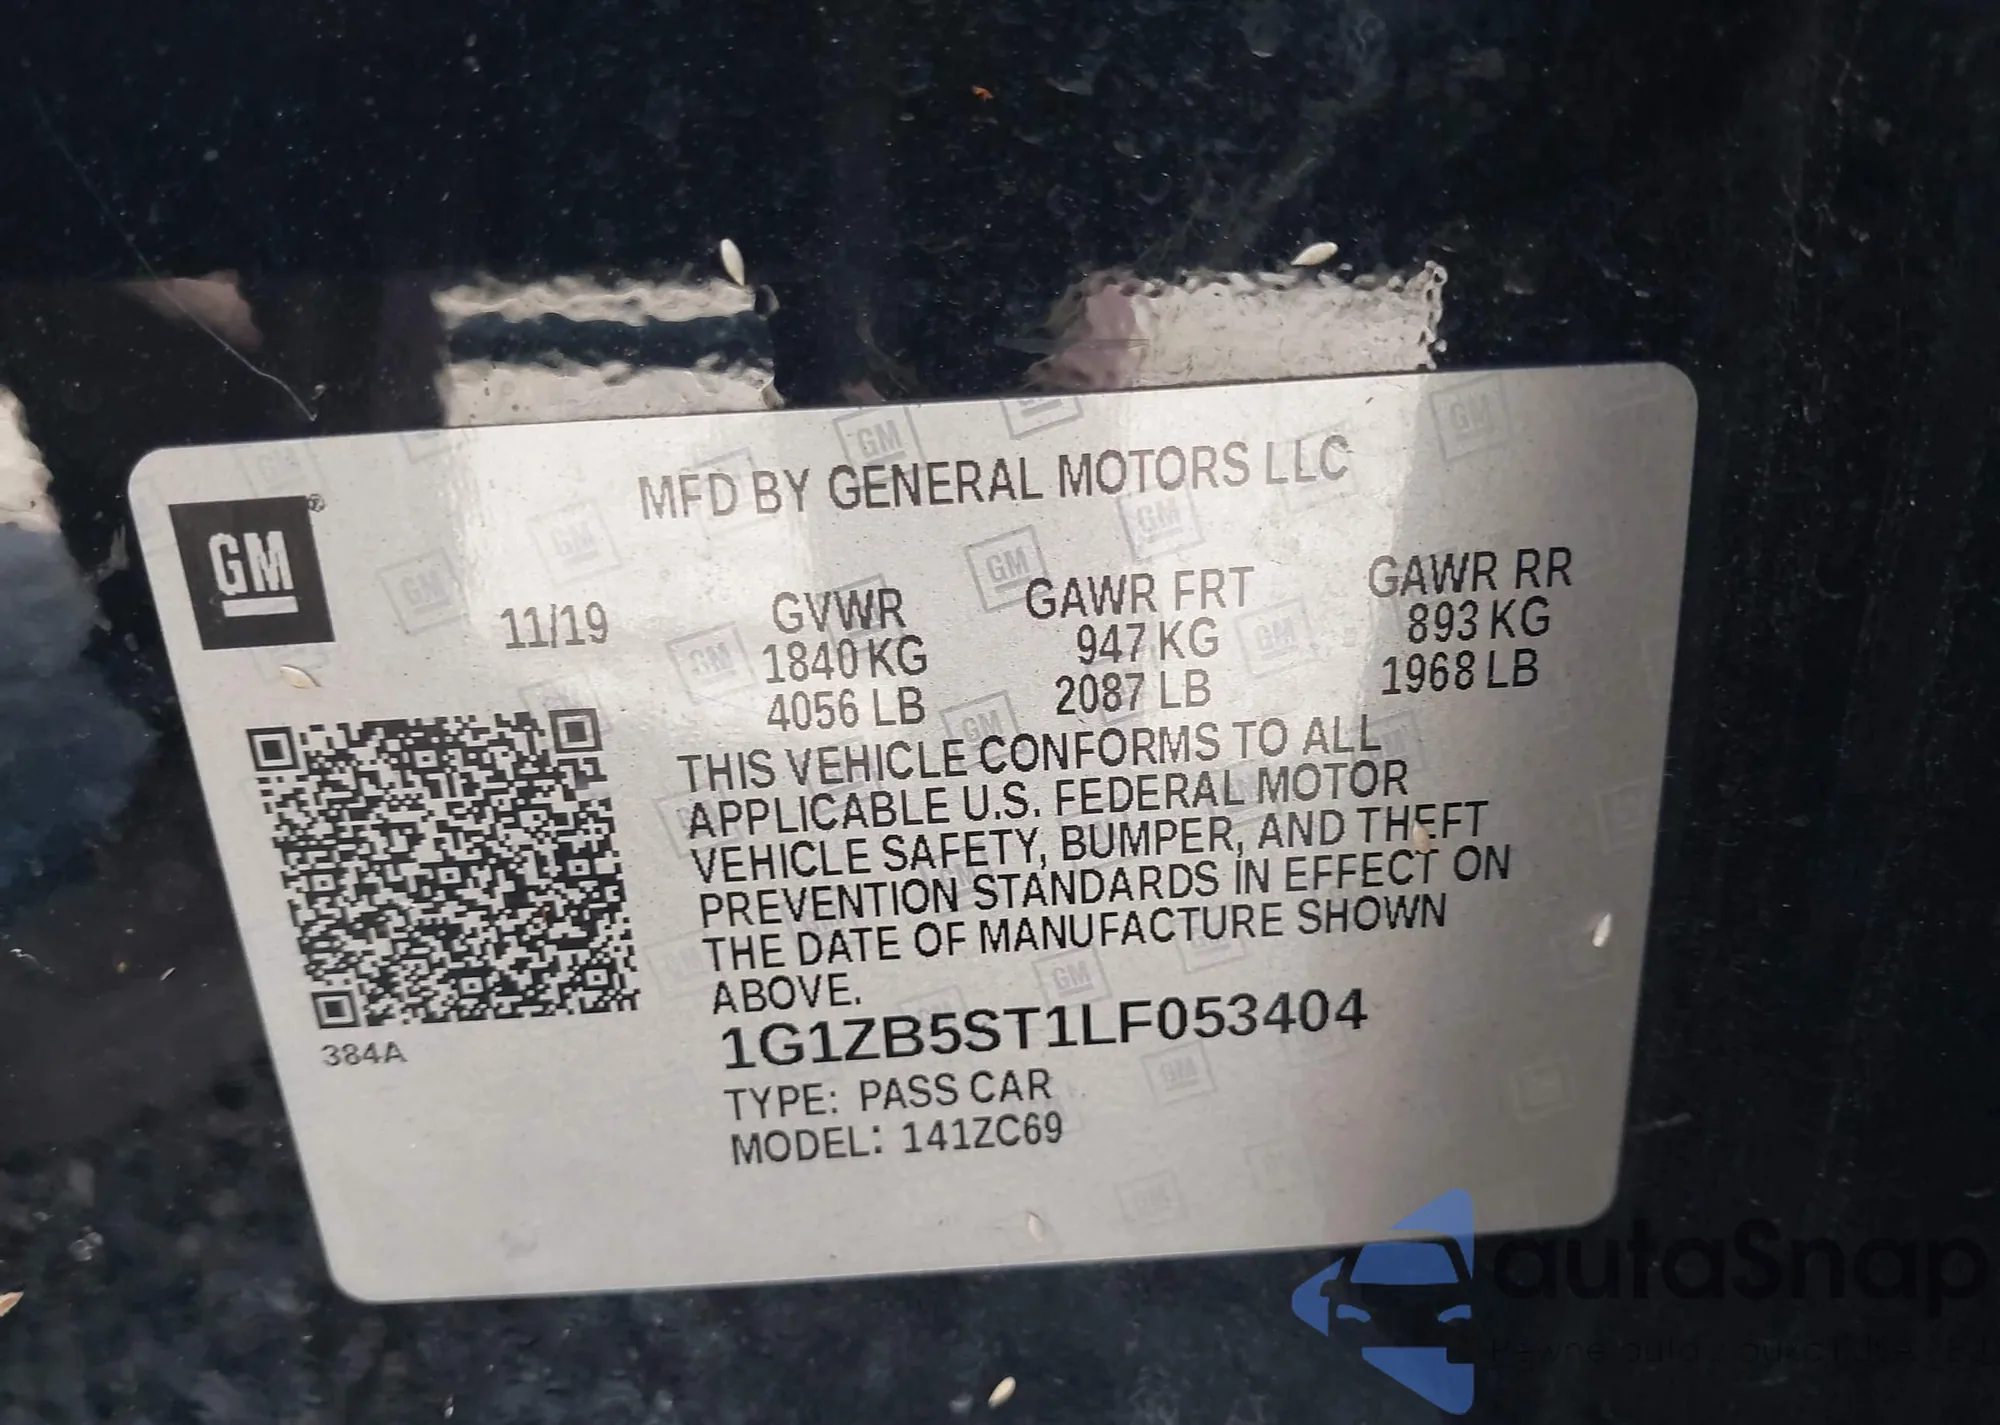 MFD BY GENERAL MOTORS LLC
GM®
11/19 GVWR GAWR FRT GAWR RR
1840 KG 947 KG 893 KG
4056 LB 2087 LB 1968 LB
THIS VEHICLE CONFORMS TO ALL
APPLICABLE U.S. FEDERAL MOTOR
VEHICLE SAFETY, BUMPER, AND THEFT
PREVENTION STANDARDS IN EFFECT ON
THE DATE OF MANUFACTURE SHOWN
ABOVE.
384A
1G1ZB5ST1LF053404
TYPE: PASS CAR
MODEL: 141ZC69
autaSnap